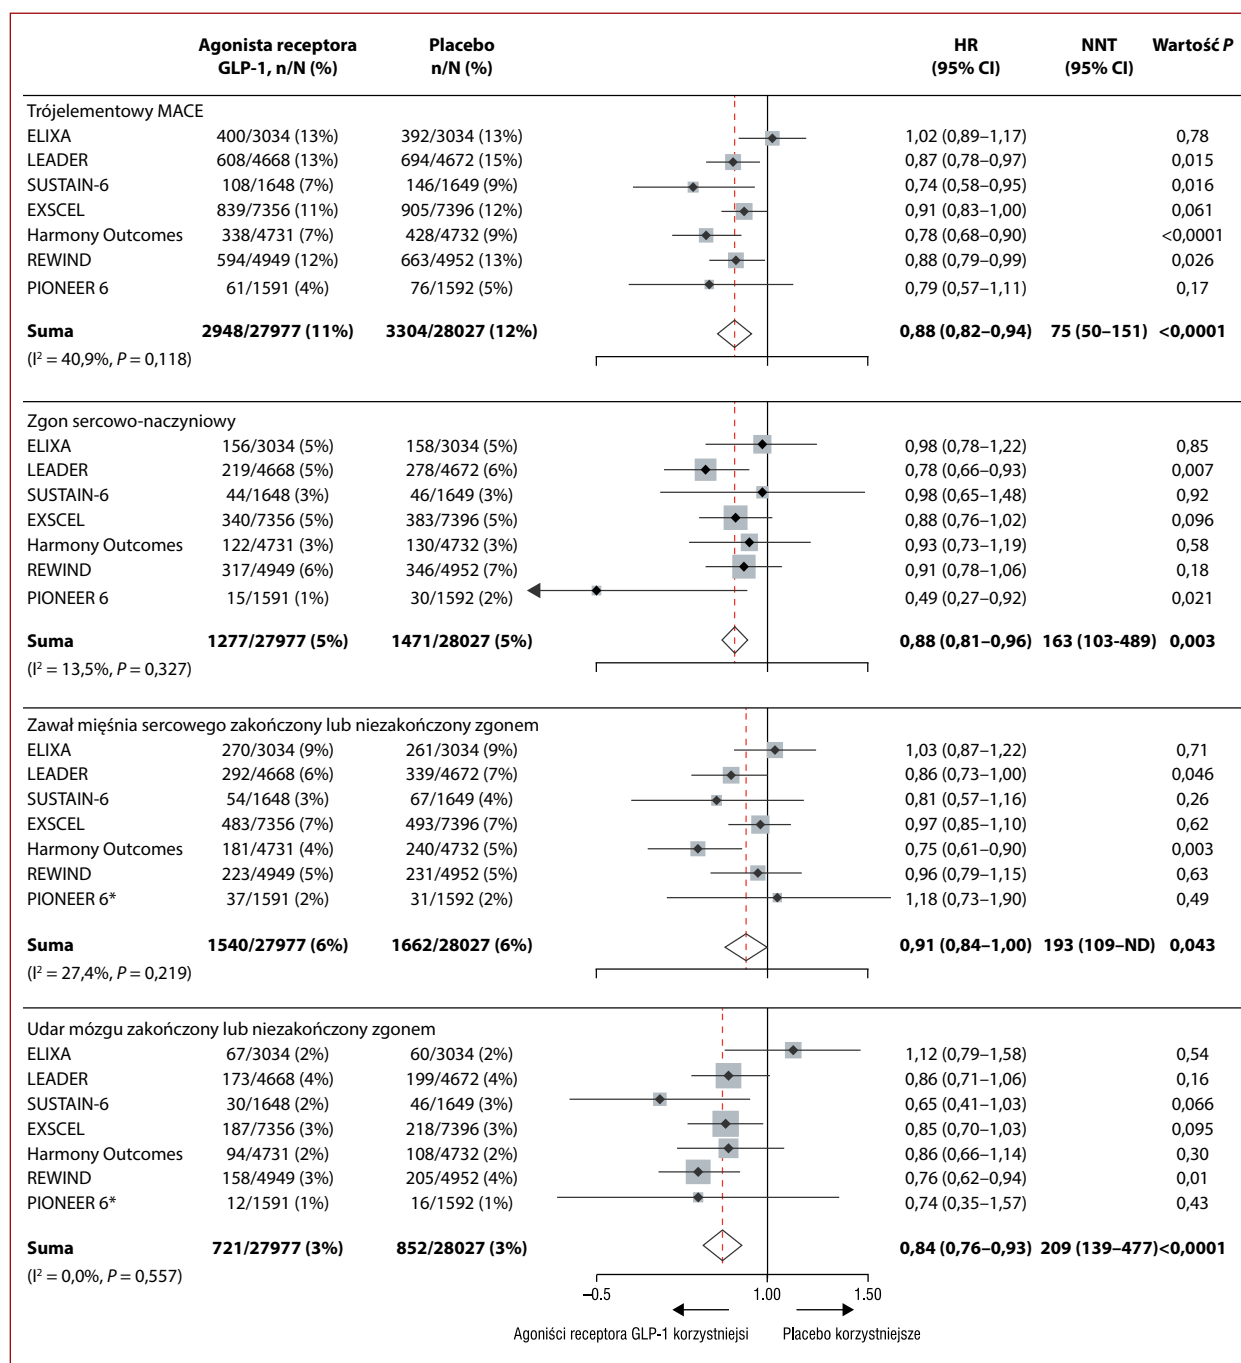 Agonista receptora GLP-1, n/N (%) Placebo n/N (%) HR (95% CI) NNT (95% CI) Wartość P
Trójelementowy MACE
ELIXA 400/3034 (13%) 392/3034 (13%) 1,02 (0,89–1,17) 0,78
LEADER 608/4668 (13%) 694/4672 (15%) 0,87 (0,78–0,97) 0,015
SUSTAIN-6 108/1648 (7%) 146/1649 (9%) 0,74 (0,58–0,95) 0,016
EXSCEL 839/7356 (11%) 905/7396 (12%) 0,91 (0,83–1,00) 0,061
Harmony Outcomes 338/4731 (7%) 428/4732 (9%) 0,78 (0,68–0,90) <0,0001
REWIND 594/4949 (12%) 663/4952 (13%) 0,88 (0,79–0,99) 0,026
PIONEER 6 61/1591 (4%) 76/1592 (5%) 0,79 (0,57–1,11) 0,17
Suma 2948/27977 (11%) 3304/28027 (12%) 0,88 (0,82–0,94) 75 (50–151) <0,0001
(I² = 40,9%, P = 0,118)
Zgon sercowo-naczyniowy
ELIXA 156/3034 (5%) 158/3034 (5%) 0,98 (0,78–1,22) 0,85
LEADER 219/4668 (5%) 278/4672 (6%) 0,78 (0,66–0,93) 0,007
SUSTAIN-6 44/1648 (3%) 46/1649 (3%) 0,98 (0,65–1,48) 0,92
EXSCEL 340/7356 (5%) 383/7396 (5%) 0,88 (0,76–1,02) 0,096
Harmony Outcomes 122/4731 (3%) 130/4732 (3%) 0,93 (0,73–1,19) 0,58
REWIND 317/4949 (6%) 346/4952 (7%) 0,91 (0,78–1,06) 0,18
PIONEER 6 15/1591 (1%) 30/1592 (2%) 0,49 (0,27–0,92) 0,021
Suma 1277/27977 (5%) 1471/28027 (5%) 0,88 (0,81–0,96) 163 (103-489) 0,003
(I² = 13,5%, P = 0,327)
Zawał mięśnia sercowego zakończony lub niezakończony zgonem
ELIXA 270/3034 (9%) 261/3034 (9%) 1,03 (0,87–1,22) 0,71
LEADER 292/4668 (6%) 339/4672 (7%) 0,86 (0,73–1,00) 0,046
SUSTAIN-6 54/1648 (3%) 67/1649 (4%) 0,81 (0,57–1,16) 0,26
EXSCEL 483/7356 (7%) 493/7396 (7%) 0,97 (0,85–1,10) 0,62
Harmony Outcomes 181/4731 (4%) 240/4732 (5%) 0,75 (0,61–0,90) 0,003
REWIND 223/4949 (5%) 231/4952 (5%) 0,96 (0,79–1,15) 0,63
PIONEER 6* 37/1591 (2%) 31/1592 (2%) 1,18 (0,73–1,90) 0,49
Suma 1540/27977 (6%) 1662/28027 (6%) 0,91 (0,84–1,00) 193 (109–ND) 0,043
(I² = 27,4%, P = 0,219)
Udar mózgu zakończony lub niezakończony zgonem
ELIXA 67/3034 (2%) 60/3034 (2%) 1,12 (0,79–1,58) 0,54
LEADER 173/4668 (4%) 199/4672 (4%) 0,86 (0,71–1,06) 0,16
SUSTAIN-6 30/1648 (2%) 46/1649 (3%) 0,65 (0,41–1,03) 0,066
EXSCEL 187/7356 (3%) 218/7396 (3%) 0,85 (0,70–1,03) 0,095
Harmony Outcomes 94/4731 (2%) 108/4732 (2%) 0,86 (0,66–1,14) 0,30
REWIND 158/4949 (3%) 205/4952 (4%) 0,76 (0,62–0,94) 0,01
PIONEER 6* 12/1591 (1%) 16/1592 (1%) 0,74 (0,35–1,57) 0,43
Suma 721/27977 (3%) 852/28027 (3%) 0,84 (0,76–0,93) 209 (139–477) <0,0001
(I² = 0,0%, P = 0,557)
–0.5 1.00 1.50
Agoniści receptora GLP-1 korzystniejsi Placebo korzystniejsze